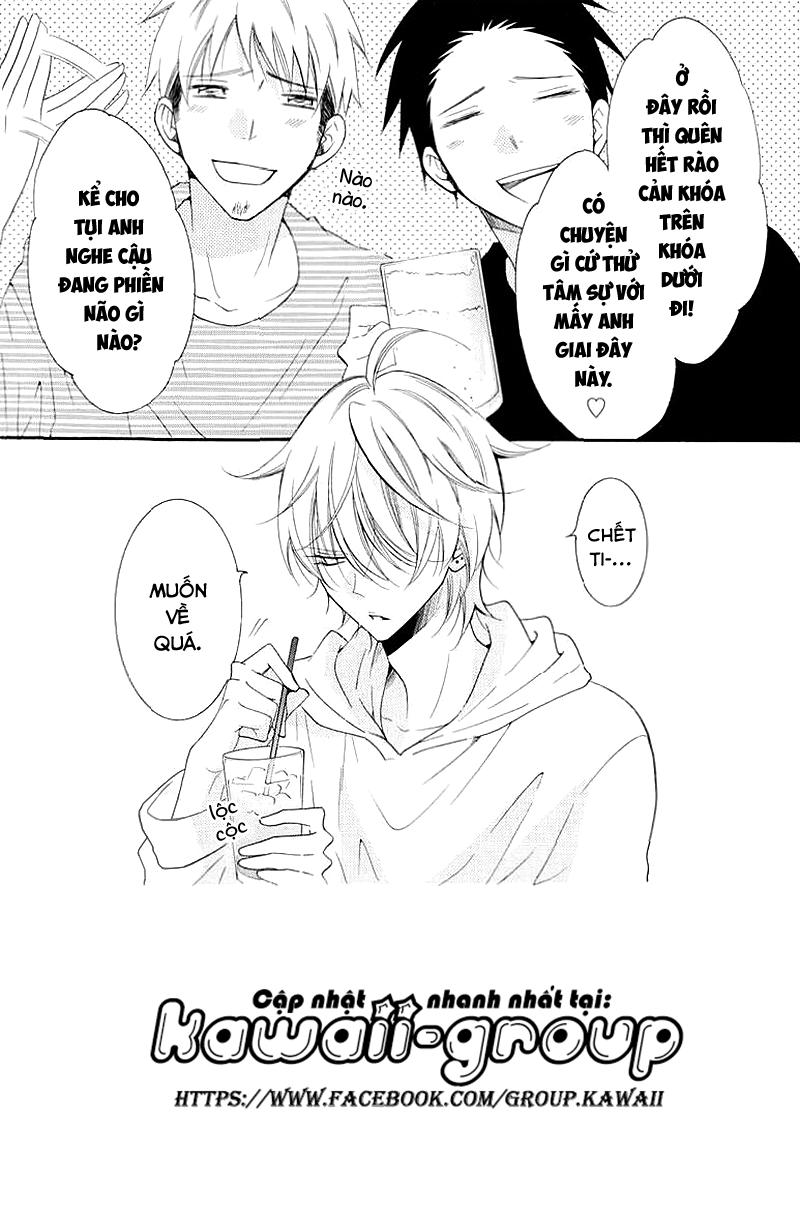 Ở
ĐÂY RỒI
THÌ QUÊN
HẾT RÀO
CẢN KHÓA
TRÊN
KHÓA
DƯỚI
ĐI!
CÓ
CHUYỆN
GÌ CỨ THỬ
TÂM SỰ VỚI
MẤY ANH
GIAI ĐÂY
NÀY.
♡
Nào
nào.
KỂ CHO
TỤI ANH
NGHE CẬU
ĐANG PHIỀN
NÃO GÌ
NÀO?
CHẾT
TI-...
MUỐN
VỀ
QUÁ.
lộc
cộc
Cập nhật nhanh nhất tại:
kawaii-group
HTTPS://WWW.FACEBOOK.COM/GROUP.KAWAII